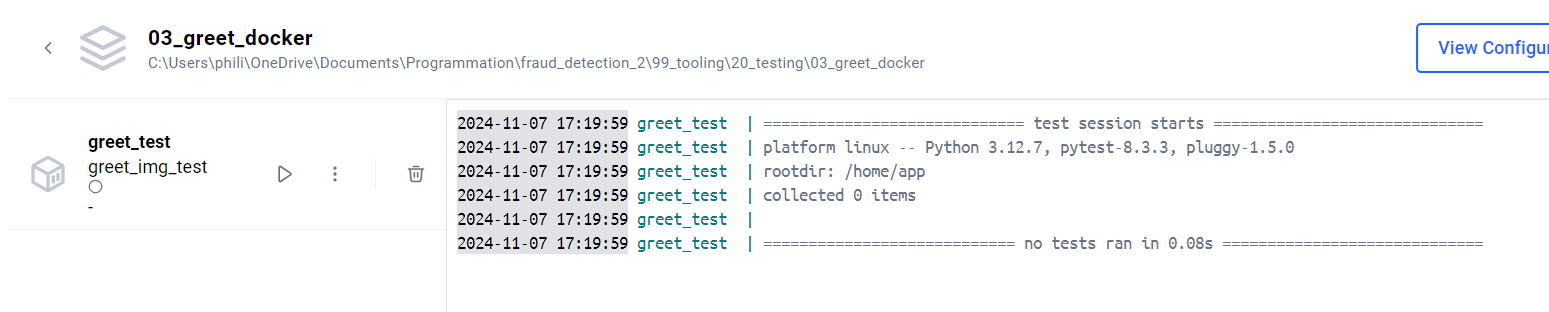 03_greet_docker
C:\Users\phili\OneDrive\Documents\Programmation\fraud_detection_2\99_tooling\20_testing\03_greet_docker
View Configur
greet_test
greet_img_test
-
2024-11-07 17:19:59 greet_test | ============================= test session starts ==============================
2024-11-07 17:19:59 greet_test | platform linux -- Python 3.12.7, pytest-8.3.3, pluggy-1.5.0
2024-11-07 17:19:59 greet_test | rootdir: /home/app
2024-11-07 17:19:59 greet_test | collected 0 items
2024-11-07 17:19:59 greet_test |
2024-11-07 17:19:59 greet_test | ============================ no tests ran in 0.08s =============================